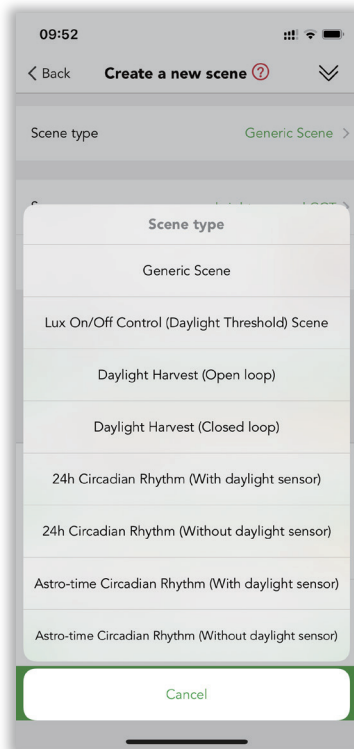 09:52
Back Create a new scene ?
Scene type Generic Scene
Scene type
Generic Scene
Lux On/Off Control (Daylight Threshold) Scene
Daylight Harvest (Open loop)
Daylight Harvest (Closed loop)
24h Circadian Rhythm (With daylight sensor)
24h Circadian Rhythm (Without daylight sensor)
Astro-time Circadian Rhythm (With daylight sensor)
Astro-time Circadian Rhythm (Without daylight sensor)
Cancel